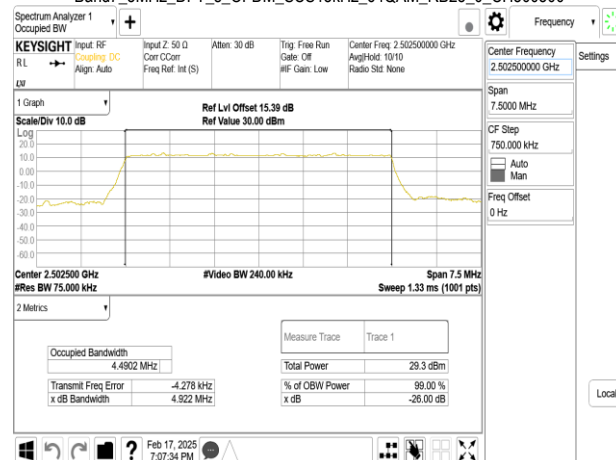 Spectrum Analyzer 1
Occupied BW
Frequency
KEYSIGHT
RL
LXI
Input: RF
Coupling: DC
Align: Auto
Input Z: 50 Ω
Corr CCorr
Freq Ref: Int (S)
Atten: 30 dB
Trig: Free Run
Gate: Off
#IF Gain: Low
Center Freq: 2.502500000 GHz
Avg|Hold: 10/10
Radio Std: None
Center Frequency
2.502500000 GHz
Settings
Span
7.5000 MHz
CF Step
750.000 kHz
Auto
Man
Freq Offset
0 Hz
Local
1 Graph
Scale/Div 10.0 dB
Ref Lvl Offset 15.39 dB
Ref Value 30.00 dBm
Log
20.0
10.0
0.00
-10.0
-20.0
-30.0
-40.0
-50.0
-60.0
Center 2.502500 GHz
#Res BW 75.000 kHz
#Video BW 240.00 kHz
Span 7.5 MHz
Sweep 1.33 ms (1001 pts)
2 Metrics
Measure Trace Trace 1
Occupied Bandwidth
4.4902 MHz
Total Power 29.3 dBm
Transmit Freq Error -4.278 kHz
% of OBW Power 99.00 %
x dB Bandwidth 4.922 MHz
x dB -26.00 dB
?
Feb 17, 2025
7:07:34 PM